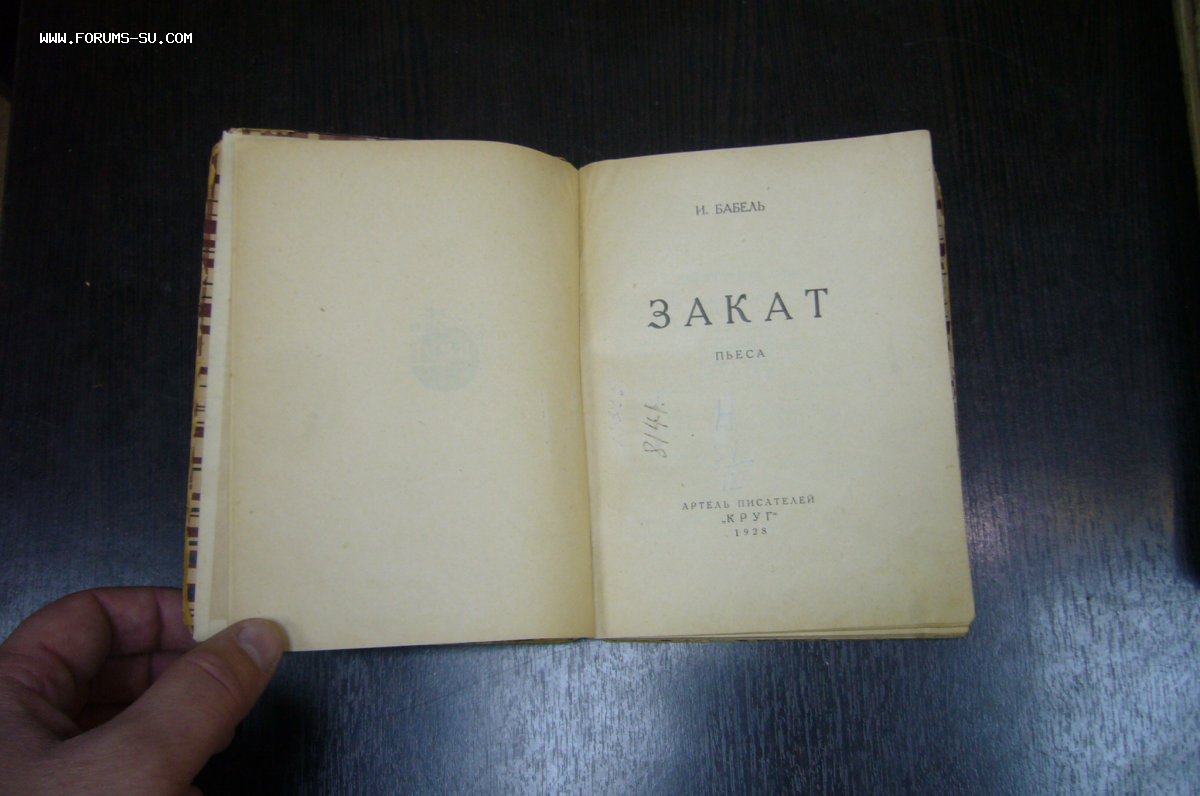 WWW.FORUMS-SU.COM
И. БАБЕЛЬ
ЗАКАТ
ПЬЕСА
АРТЕЛЬ ПИСАТЕЛЕЙ
„КРУГ“
1928